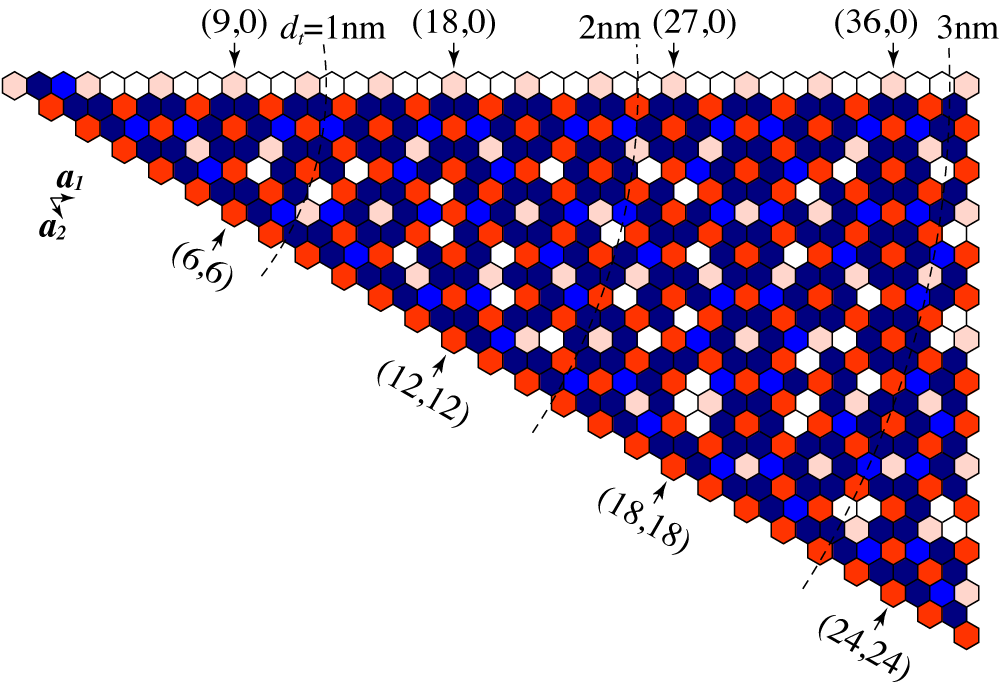 (9,0) dt=1nm (18,0) 2nm (27,0) (36,0) 3nm
a1
a2
(6,6)
(12,12)
(18,18)
(24,24)